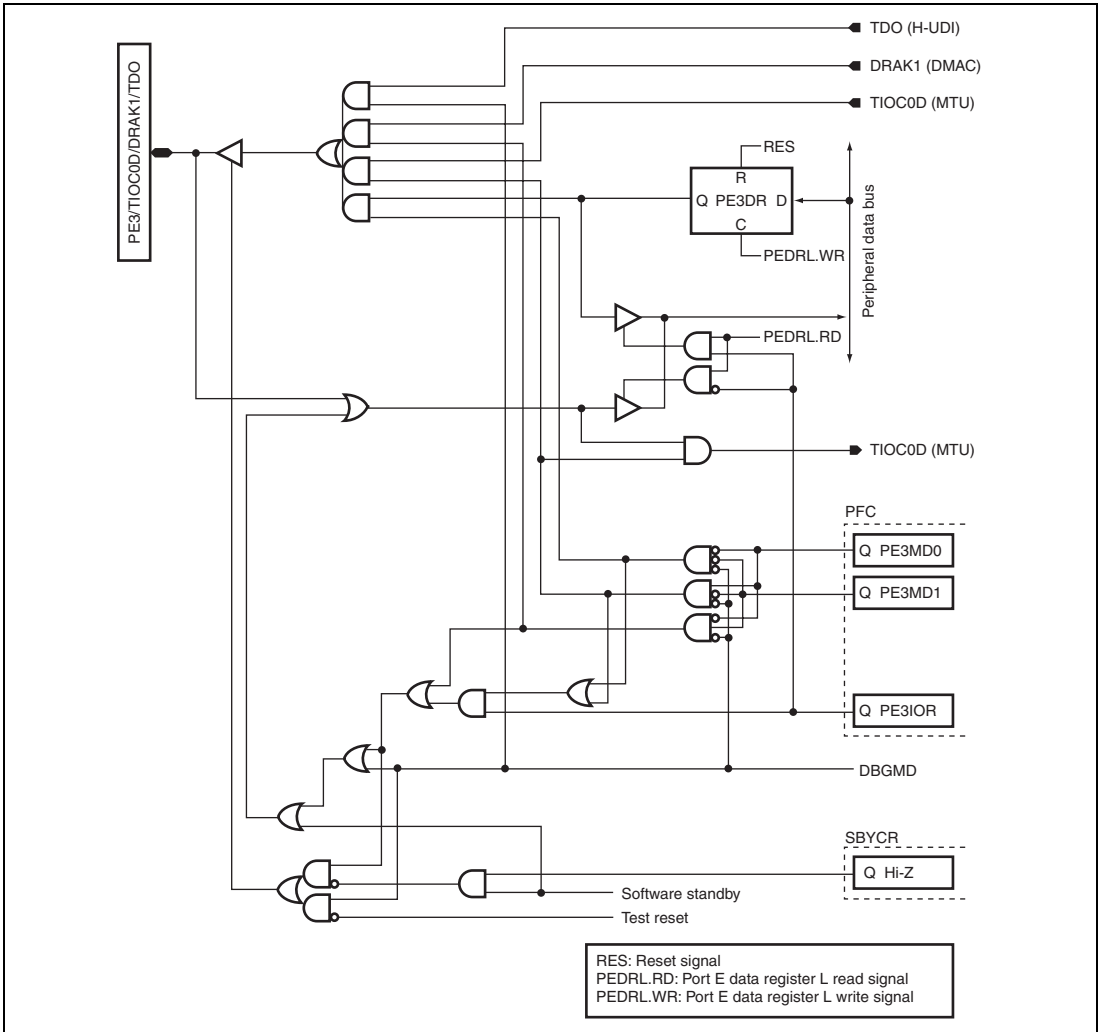 TDO (H-UDI)
DRAK1 (DMAC)
TIOC0D (MTU)
PE3/TIOC0D/DRAK1/TDO
RES
R
Q PE3DR D
C
PEDRL.WR
Peripheral data bus
PEDRL.RD
TIOC0D (MTU)
PFC
Q PE3MD0
Q PE3MD1
Q PE3IOR
DBGMD
SBYCR
Q Hi-Z
Software standby
Test reset
RES: Reset signal
PEDRL.RD: Port E data register L read signal
PEDRL.WR: Port E data register L write signal